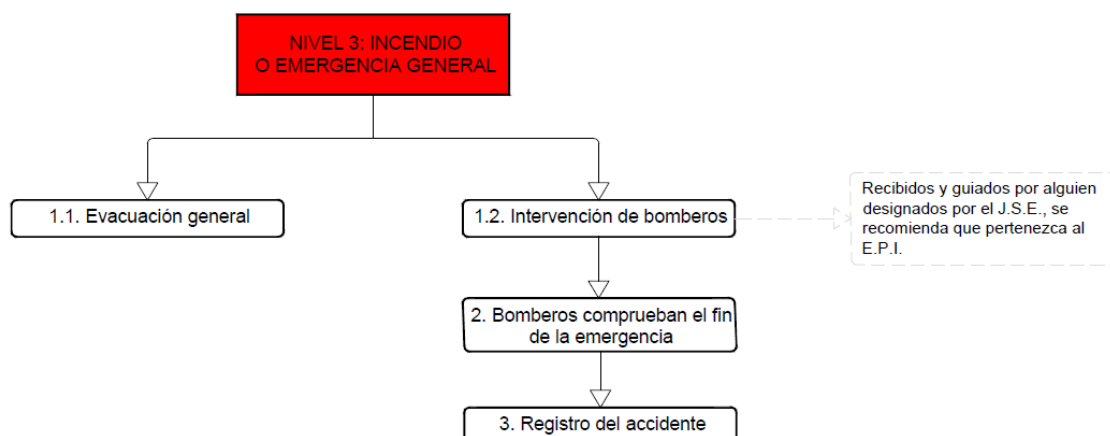 NIVEL 3: INCENDIO
O EMERGENCIA GENERAL
1.1. Evacuación general
1.2. Intervención de bomberos
Recibidos y guiados por alguien
designados por el J.S.E., se
recomienda que pertenezca al
E.P.I.
2. Bomberos comprueban el fin
de la emergencia
3. Registro del accidente